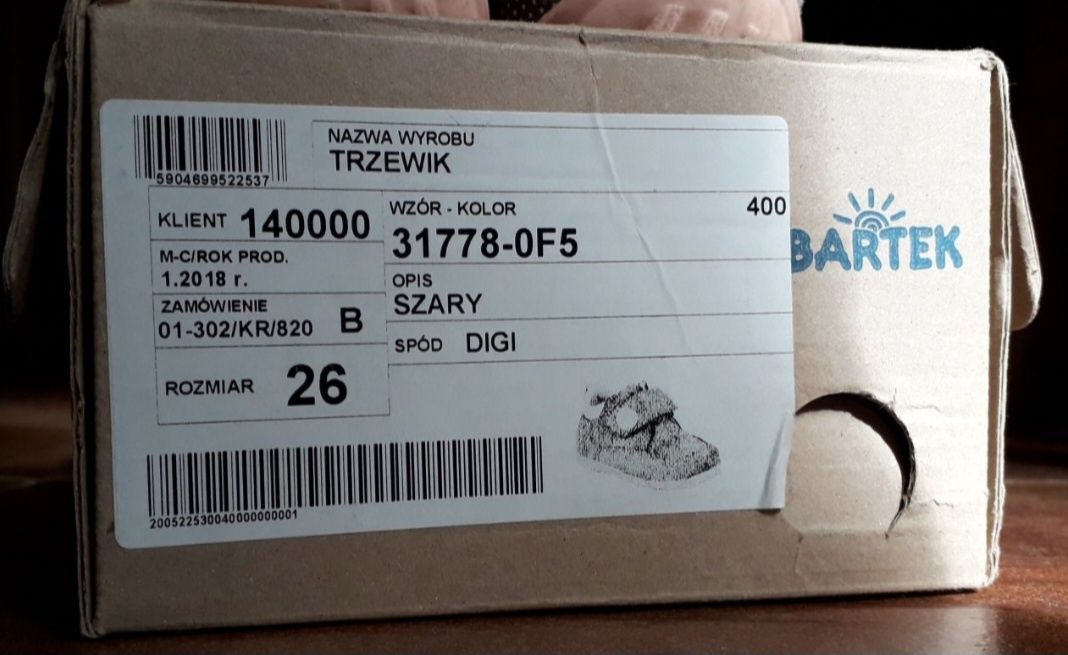 5904699522537
NAZWA WYROBU
TRZEWIK
KLIENT 140000
M-C/ROK PROD.
1.2018 r.
ZAMÓWIENIE
01-302/KR/820 B
ROZMIAR 26
WZÓR - KOLOR 400
31778-0F5
OPIS
SZARY
SPÓD DIGI
20052253004000000001
BARTEK